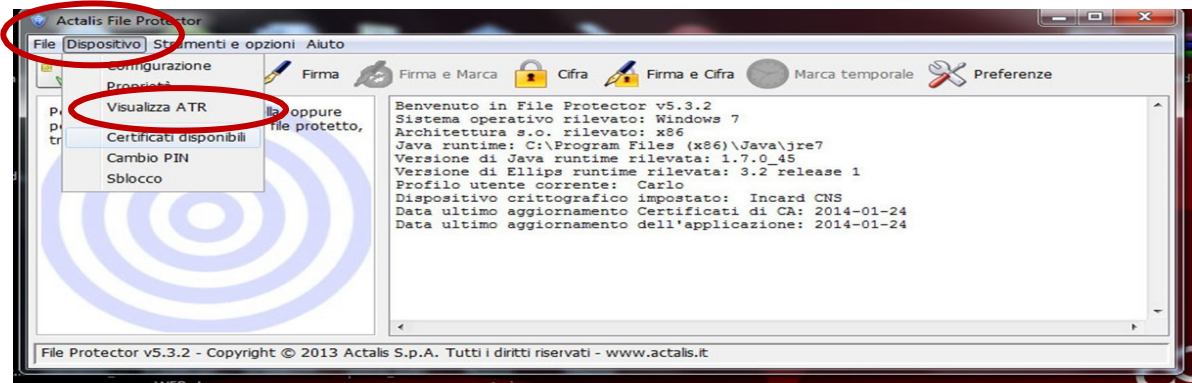 Actalis File Protector
File Dispositivo Strumenti e opzioni Aiuto
Configurazione
Proprietà
Visualizza ATR
Certificati disponibili
Cambio PIN
Sblocco
Firma
Firma e Marca
Cifra
Firma e Cifra
Marca temporale
Preferenze
oppure
file protetto,
Benvenuto in File Protector v5.3.2
Sistema operativo rilevato: Windows 7
Architettura s.o. rilevato: x86
Java runtime: C:\Program Files (x86)\Java\jre7
Versione di Java runtime rilevata: 1.7.0_45
Versione di Ellips runtime rilevata: 3.2 release 1
Profilo utente corrente: Carlo
Dispositivo crittografico impostato: Incard CNS
Data ultimo aggiornamento Certificati di CA: 2014-01-24
Data ultimo aggiornamento dell'applicazione: 2014-01-24
File Protector v5.3.2 - Copyright © 2013 Actalis S.p.A. Tutti i diritti riservati - www.actalis.it